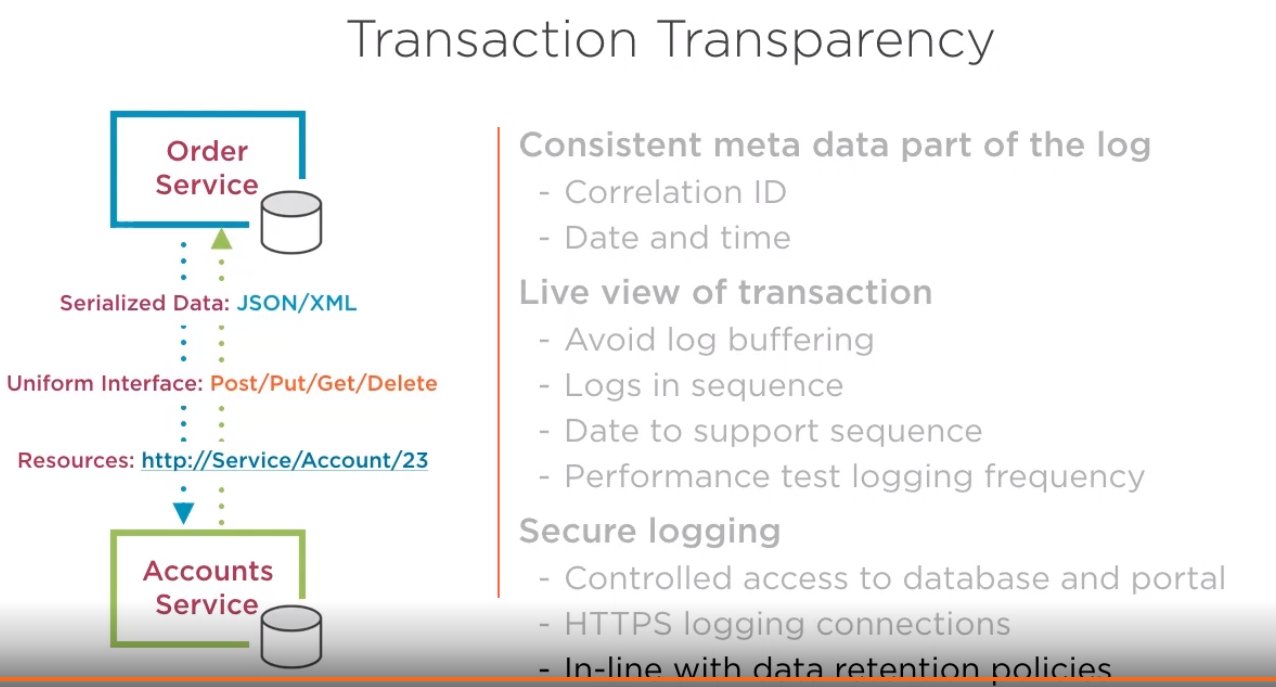 Transaction Transparency
Order
Service
Serialized Data: JSON/XML
Uniform Interface: Post/Put/Get/Delete
Resources: http://Service/Account/23
Accounts
Service
Consistent meta data part of the log
- Correlation ID
- Date and time
Live view of transaction
- Avoid log buffering
- Logs in sequence
- Date to support sequence
- Performance test logging frequency
Secure logging
- Controlled access to database and portal
- HTTPS logging connections
- In-line with data retention policies